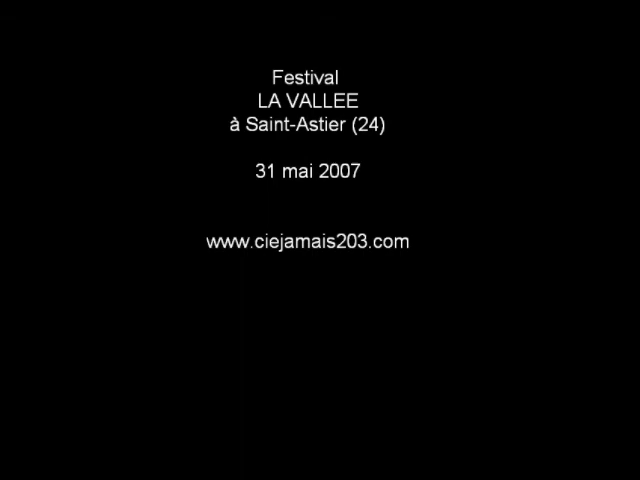 Festival
LA VALLEE
à Saint-Astier (24)
31 mai 2007
www.ciejamais203.com